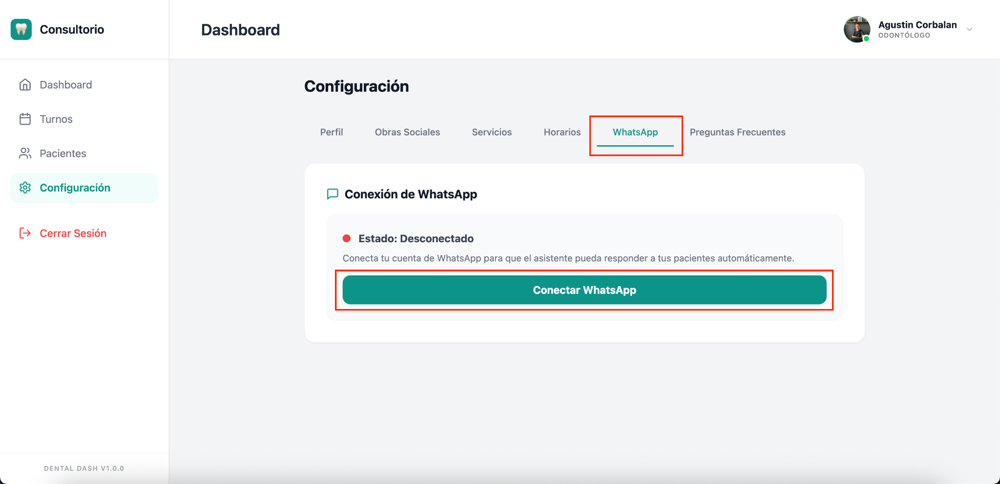 Consultorio
Dashboard
Agustin Corbalan
ODONTÓLOGO
Dashboard
Turnos
Pacientes
Configuración
Cerrar Sesión
DENTAL DASH V1.0.0
Configuración
Perfil
Obras Sociales
Servicios
Horarios
WhatsApp
Preguntas Frecuentes
Conexión de WhatsApp
Estado: Desconectado
Conecta tu cuenta de WhatsApp para que el asistente pueda responder a tus pacientes automáticamente.
Conectar WhatsApp